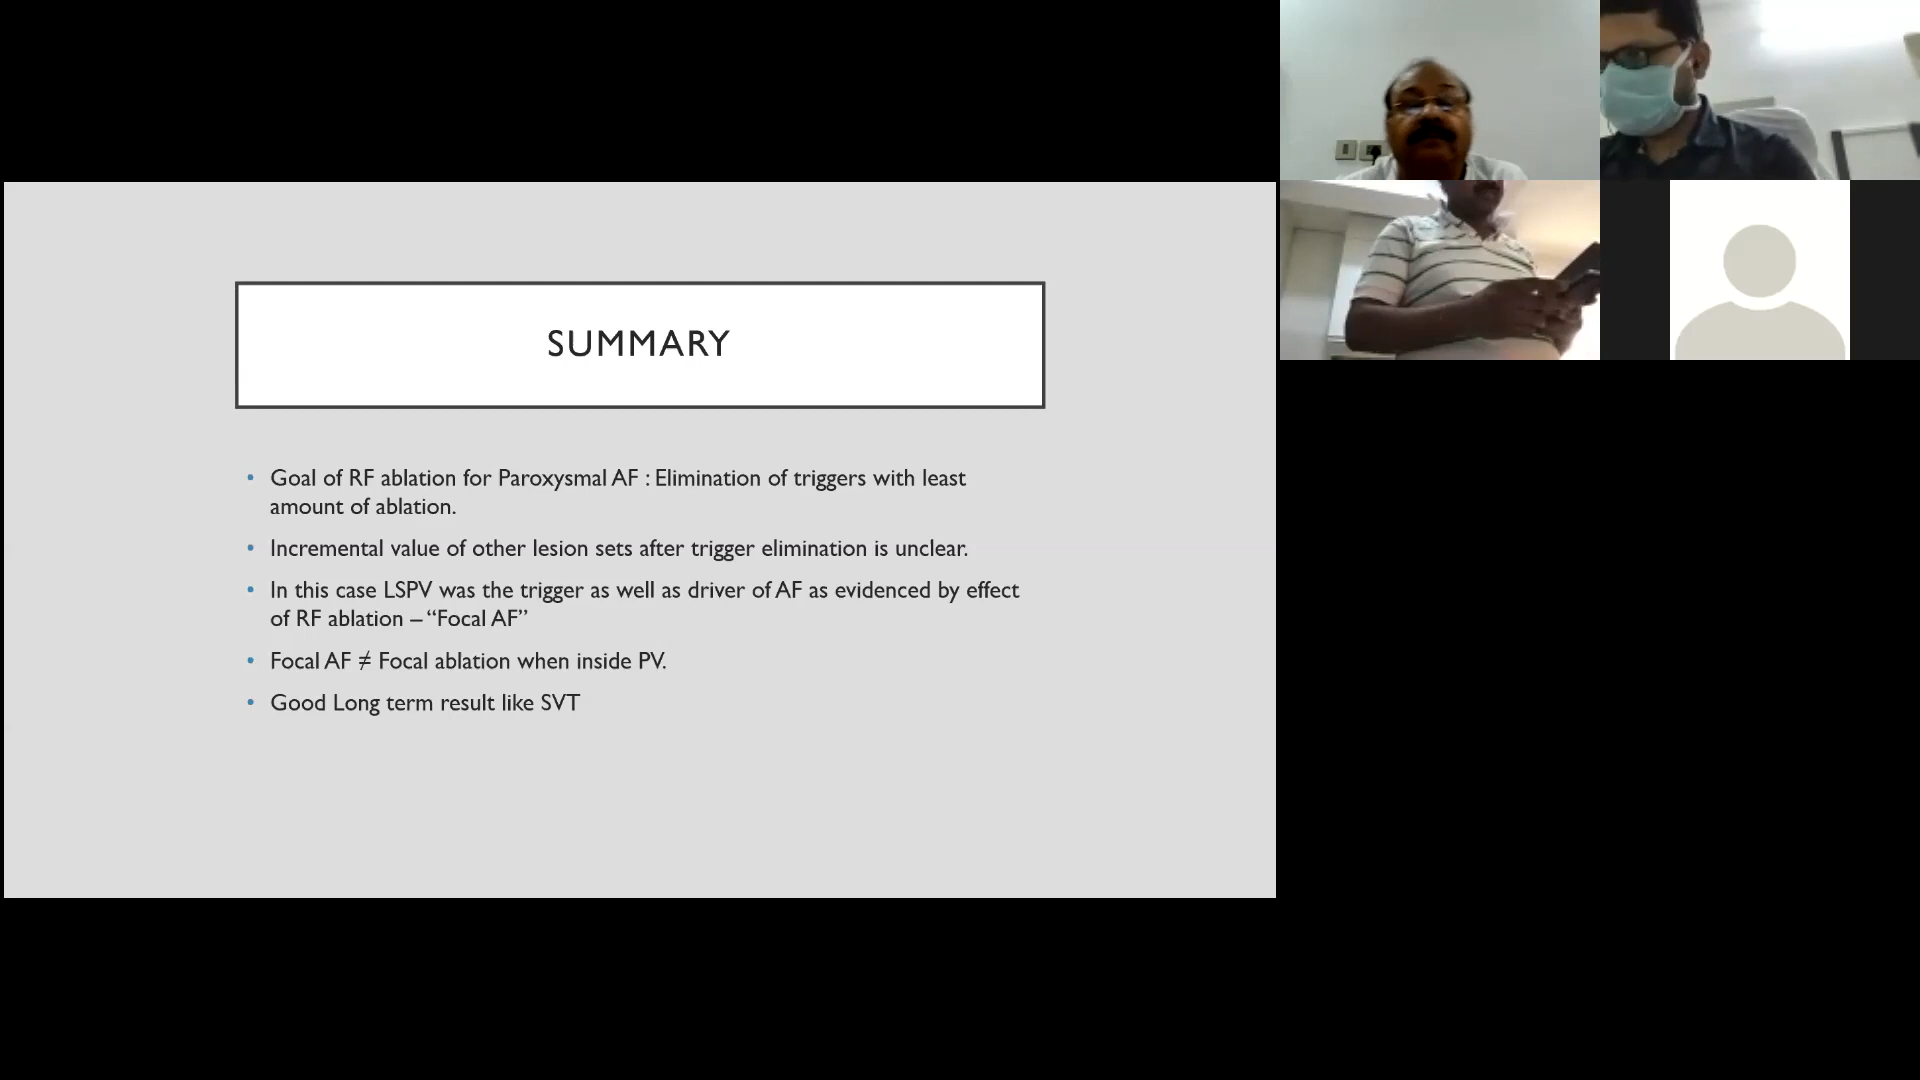 SUMMARY
• Goal of RF ablation for Paroxysmal AF : Elimination of triggers with least
amount of ablation.
• Incremental value of other lesion sets after trigger elimination is unclear.
• In this case LSPV was the trigger as well as driver of AF as evidenced by effect
of RF ablation – “Focal AF”
• Focal AF ≠ Focal ablation when inside PV.
• Good Long term result like SVT